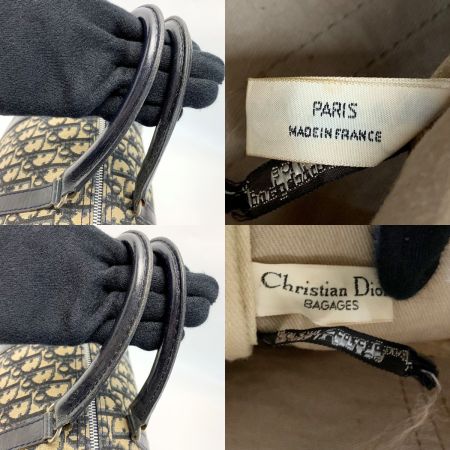 PARIS
MADE IN FRANCE
Christian Dior
BAGAGES